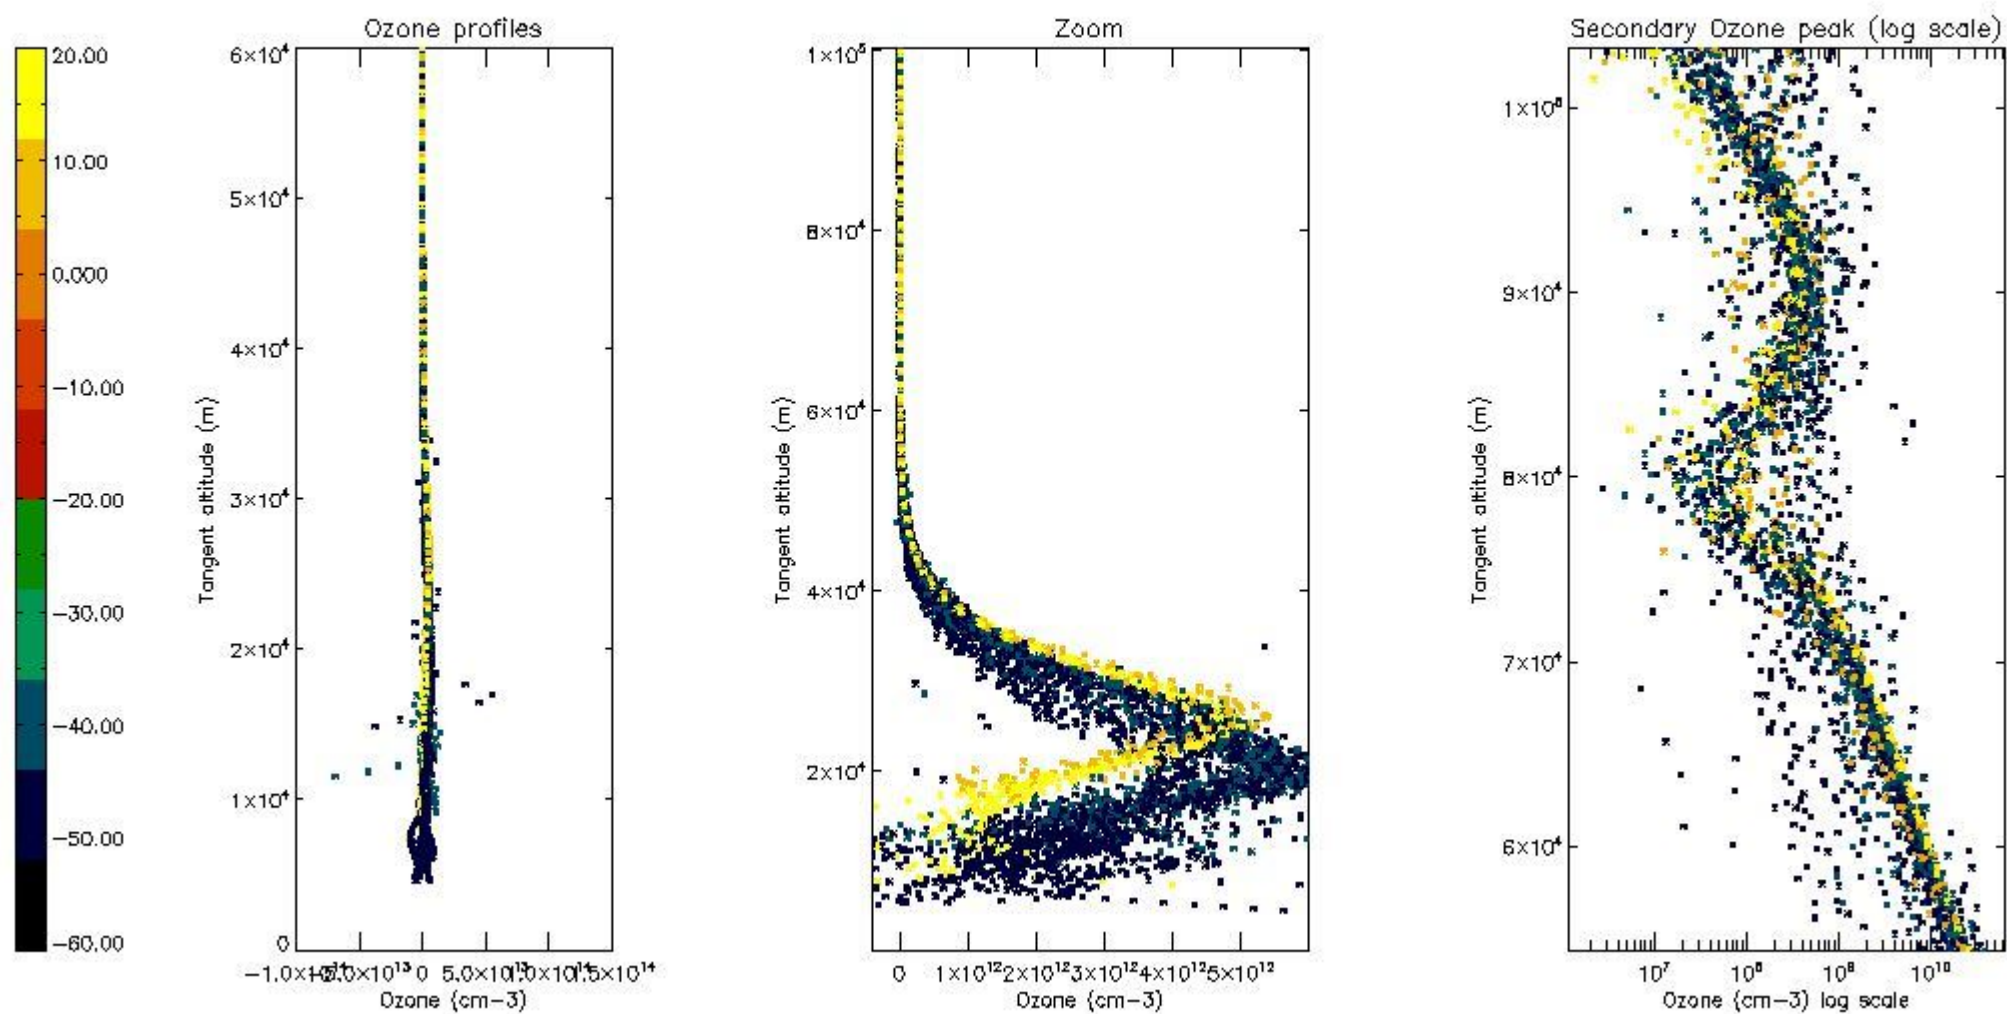 Ozone profiles
Zoom
Secondary Ozone peak (log scale)
20.00
10.00
0.000
−10.00
−20.00
−30.00
−40.00
−50.00
−60.00
6×10⁴
5×10⁴
4×10⁴
3×10⁴
2×10⁴
1×10⁴
0
Tangent altitude (m)
0
1.5×10¹⁴
Ozone (cm−3)
1×10⁵
8×10⁴
6×10⁴
4×10⁴
2×10⁴
Tangent altitude (m)
0 1×10¹² 2×10¹² 3×10¹² 4×10¹² 5×10¹²
Ozone (cm−3)
1×10⁵
9×10⁴
8×10⁴
7×10⁴
6×10⁴
Tangent altitude (m)
10⁷ 10⁸ 10⁹ 10¹⁰
Ozone (cm−3) log scale